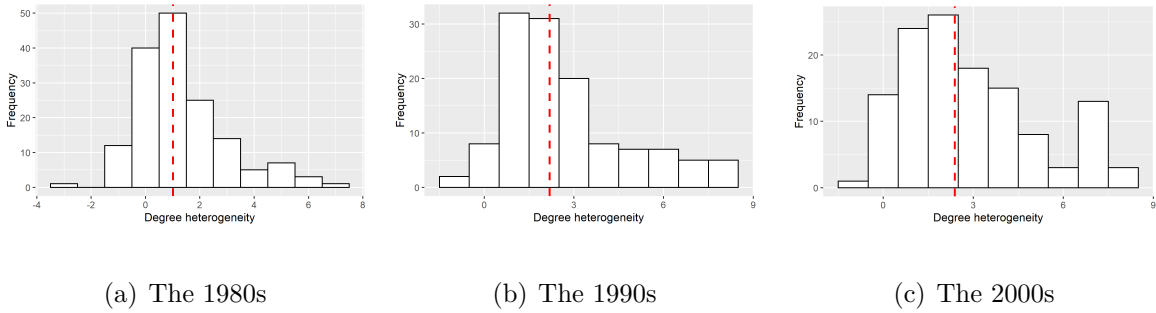 50
40
30
20
10
0
Frequency
-4 -2 0 2 4 6 8
Degree heterogeneity
(a) The 1980s
30
20
10
0
Frequency
0 3 6 9
Degree heterogeneity
(b) The 1990s
20
10
0
Frequency
0 3 6 9
Degree heterogeneity
(c) The 2000s